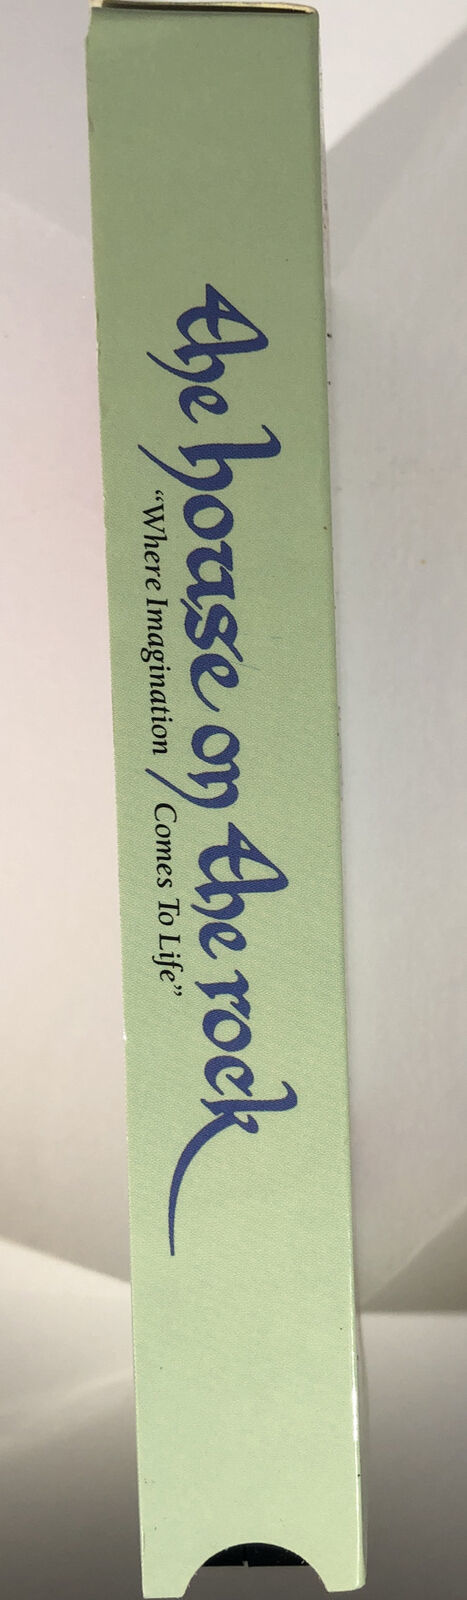 the house on the rock
“Where Imagination Comes To Life”